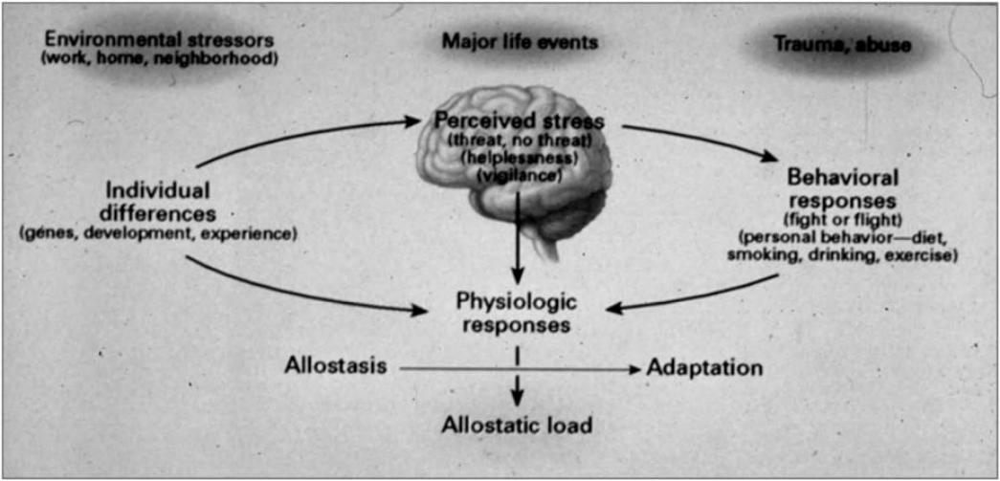 Environmental stressors
(work, home, neighborhood)
Major life events
Trauma, abuse
Perceived stress
(threat, no threat)
(helplessness)
(vigilance)
Individual
differences
(genes, development, experience)
Behavioral
responses
(fight or flight)
(personal behavior—diet,
smoking, drinking, exercise)
Physiologic
responses
Allostasis
Adaptation
Allostatic load